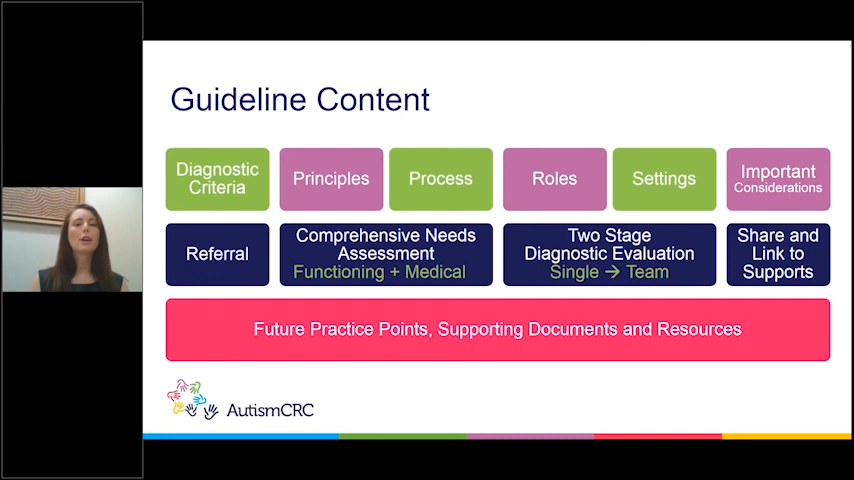 Guideline Content
Diagnostic
Criteria
Principles
Process
Roles
Settings
Important
Considerations
Referral
Comprehensive Needs
Assessment
Functioning + Medical
Two Stage
Diagnostic Evaluation
Single → Team
Share and
Link to
Supports
Future Practice Points, Supporting Documents and Resources
AutismCRC